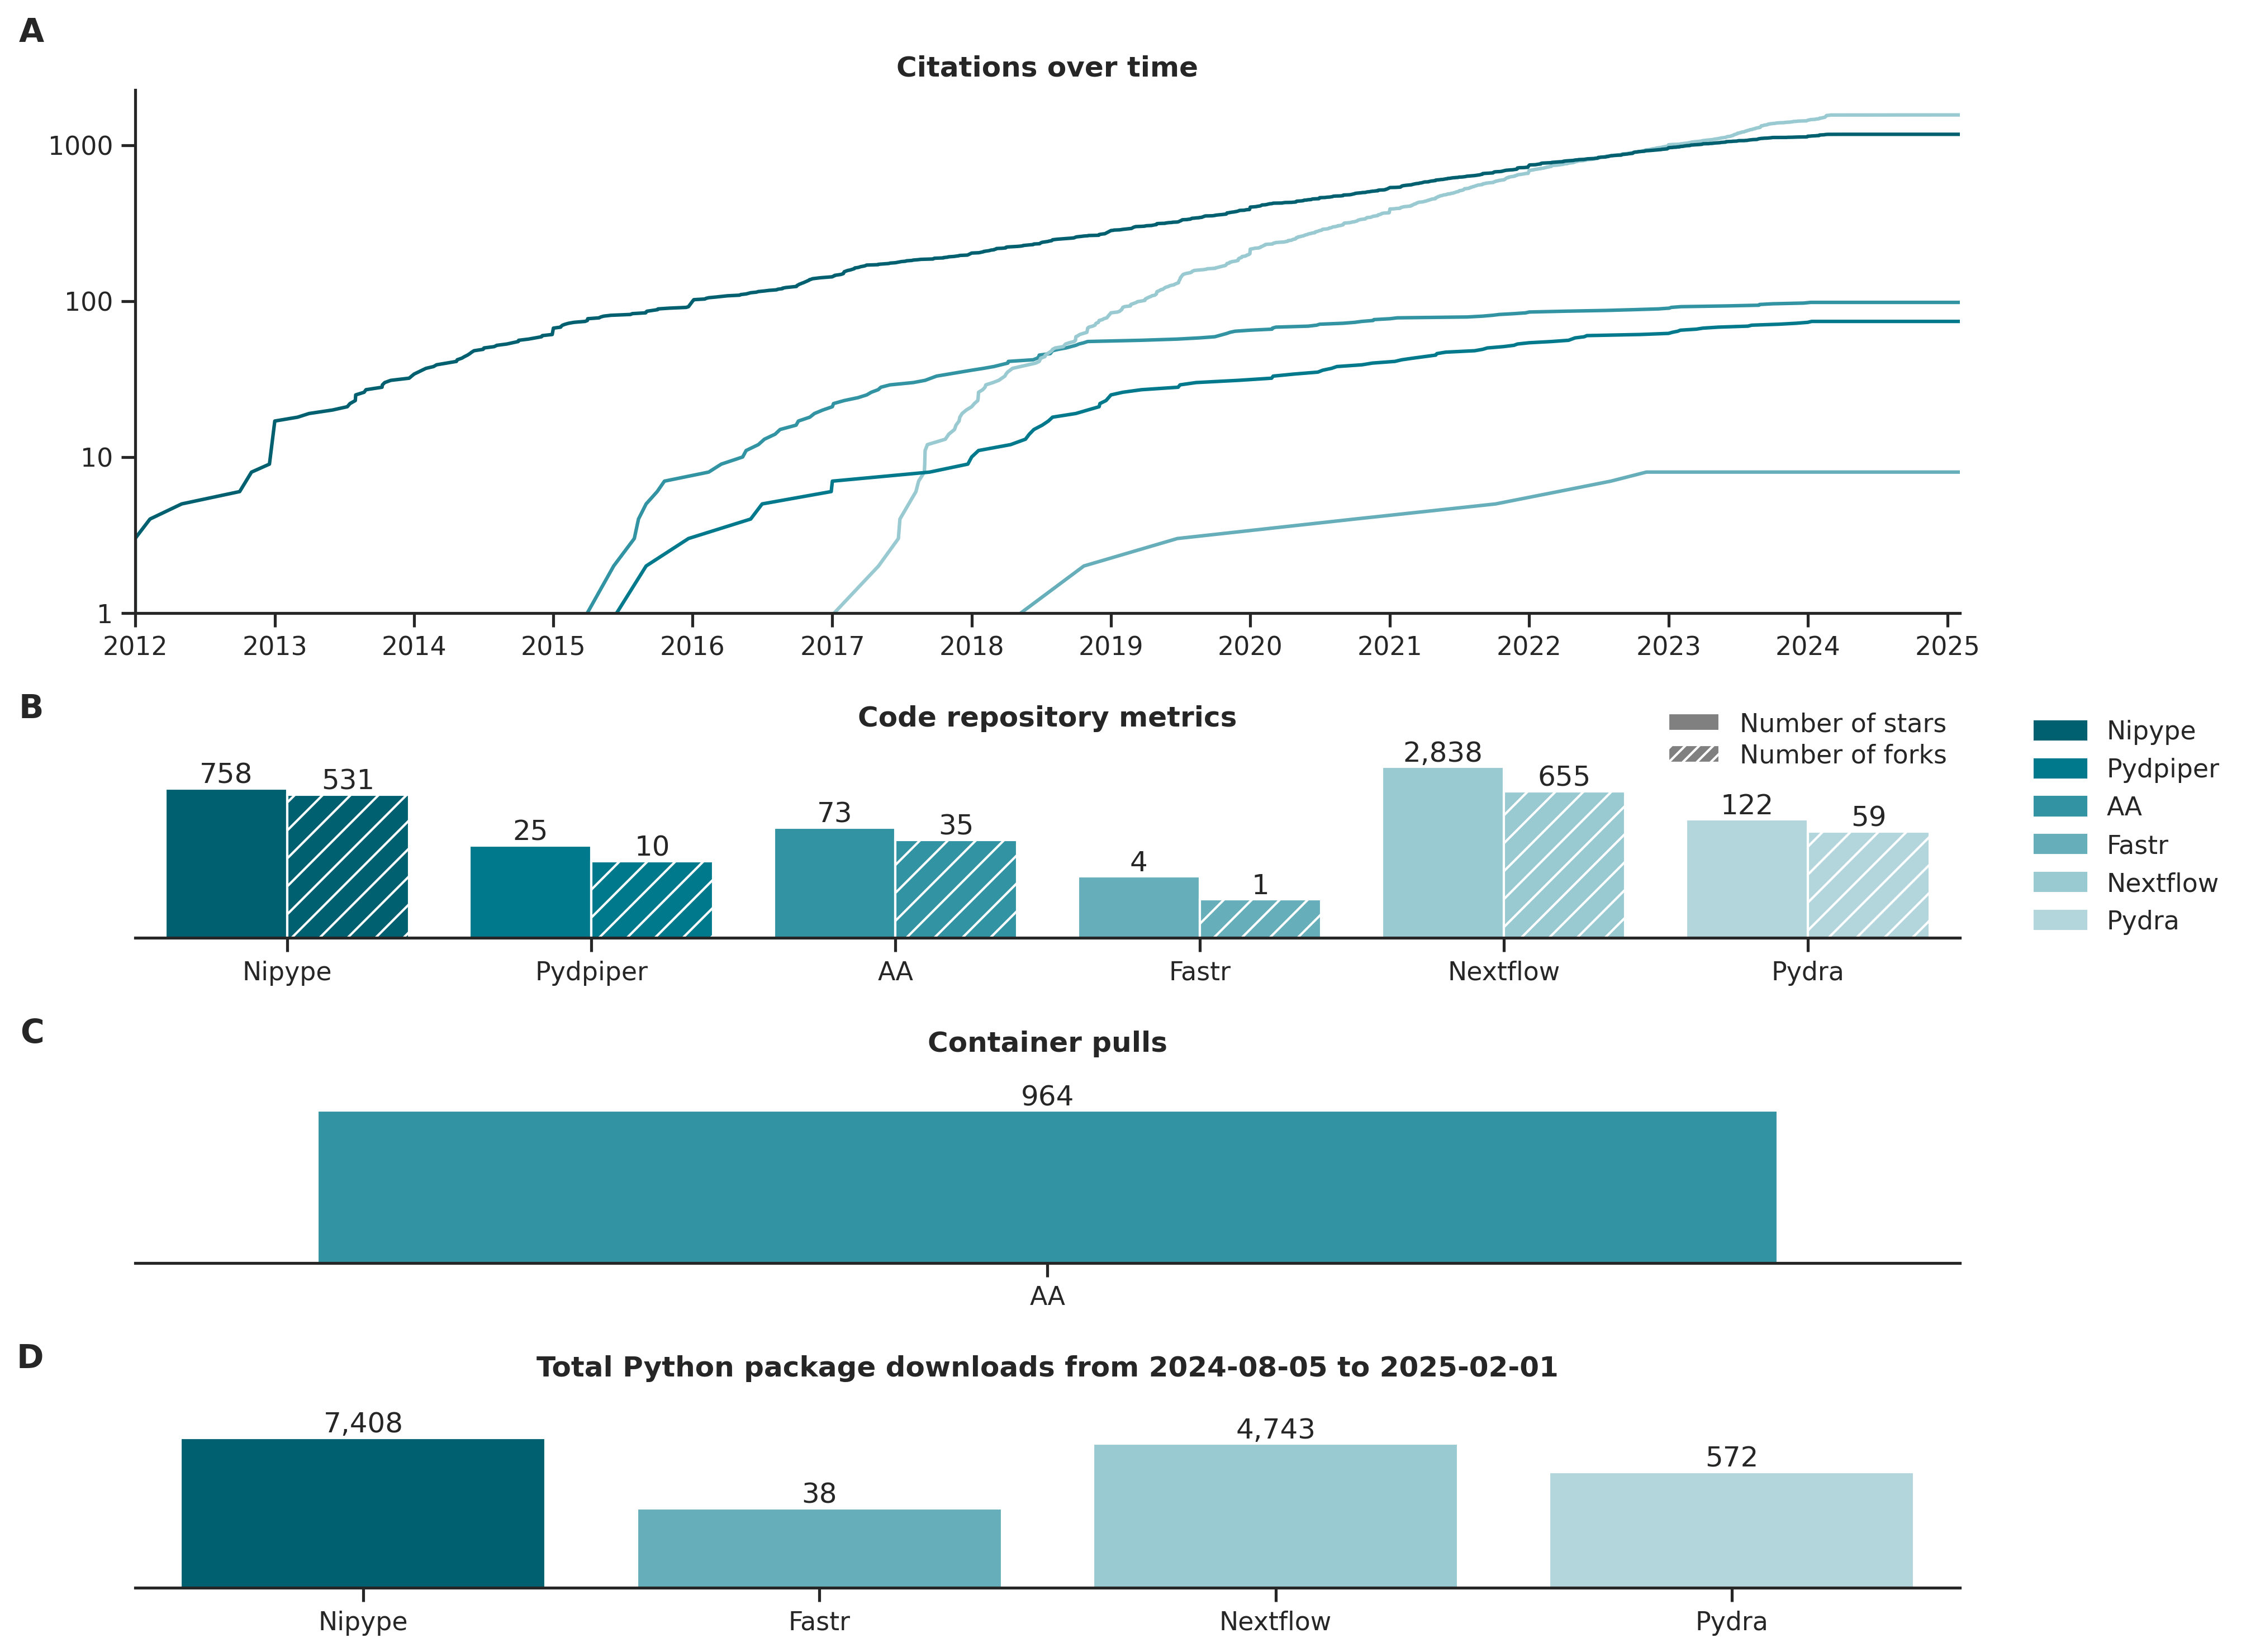 A
Citations over time
1000
100
10
1
2012 2013 2014 2015 2016 2017 2018 2019 2020 2021 2022 2023 2024 2025
B
Code repository metrics
Number of stars
Number of forks
758 531 25 10 73 35 4 1 2,838 655 122 59
Nipype Pydpiper AA Fastr Nextflow Pydra
Nipype
Pydpiper
AA
Fastr
Nextflow
Pydra
C
Container pulls
964
AA
D
Total Python package downloads from 2024-08-05 to 2025-02-01
7,408 38 4,743 572
Nipype Fastr Nextflow Pydra